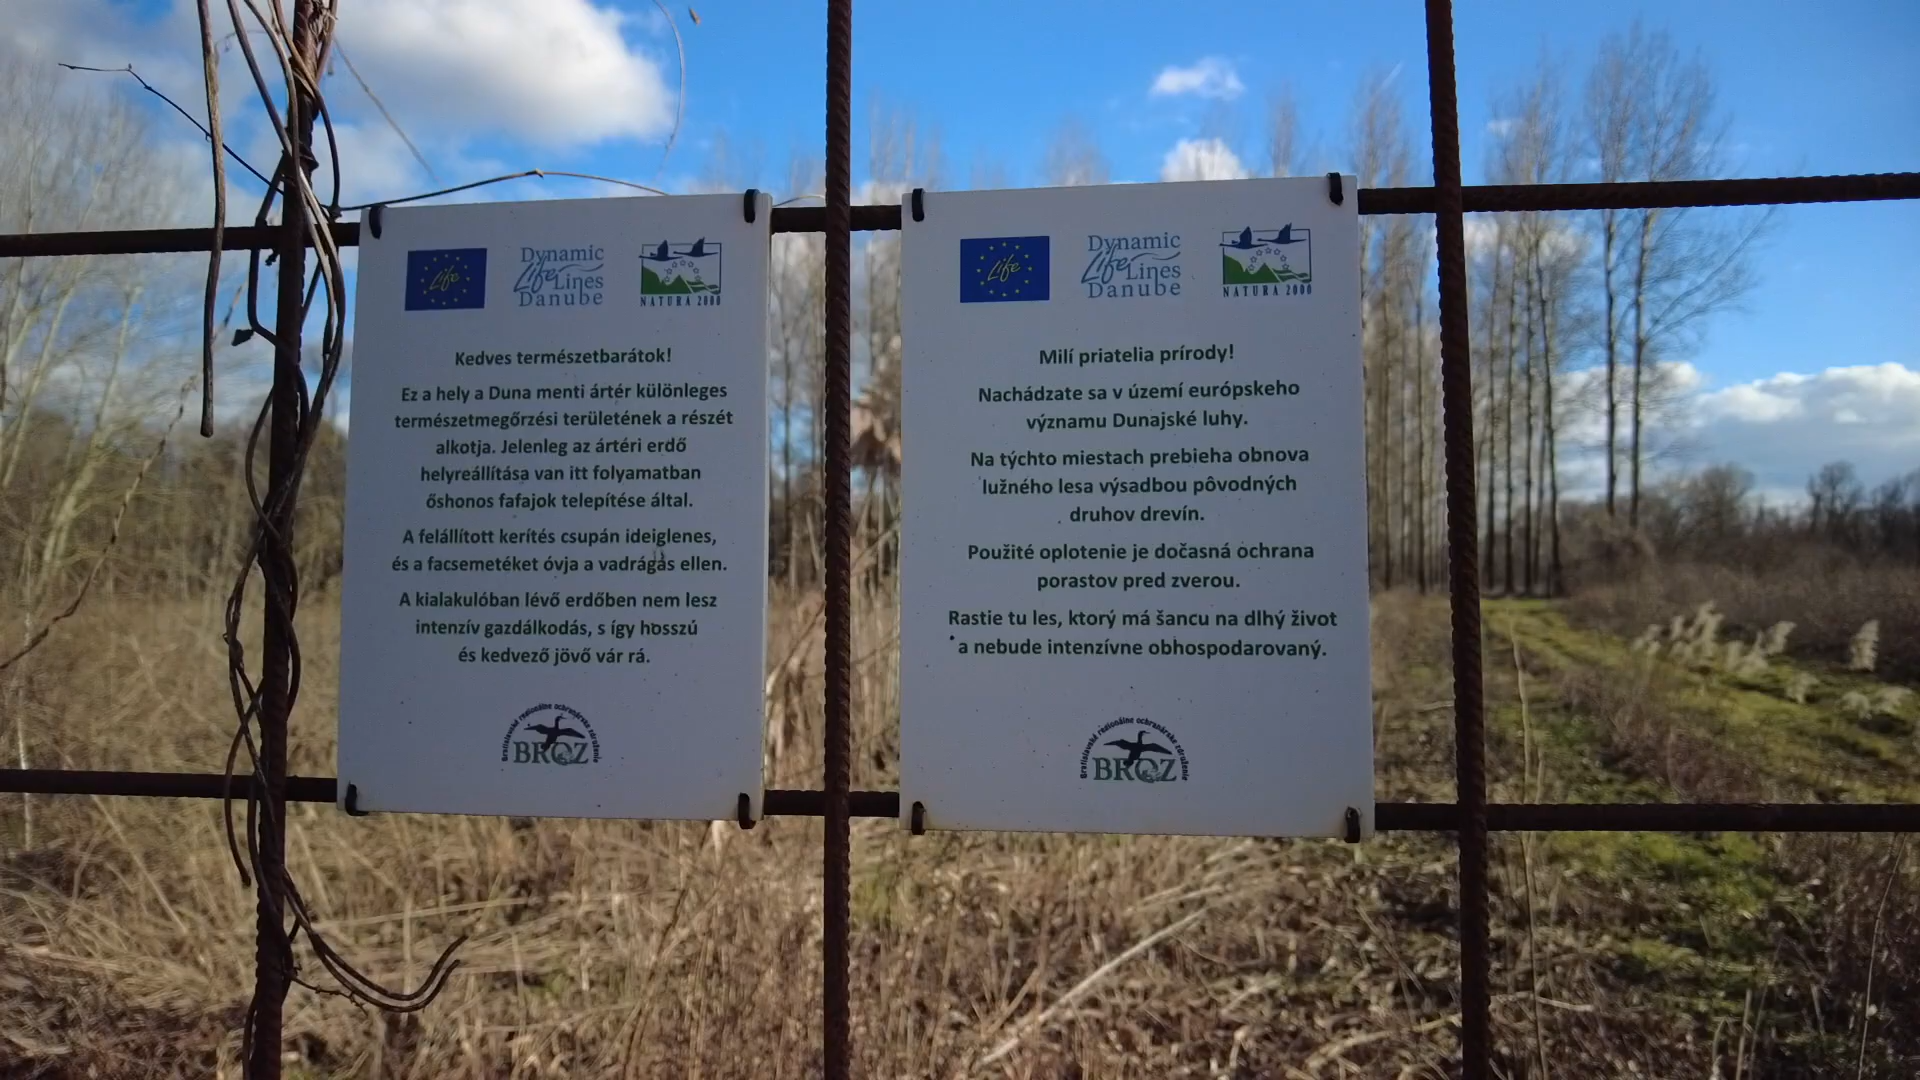 Life
Dynamic
Life Lines
Danube
NATURA 2000
Kedves természetbarátok!
Ez a hely a Duna menti ártér különleges
természetmegőrzési területének a részét
alkotja. Jelenleg az ártéri erdő
helyreállítása van itt folyamatban
őshonos fafajok telepítése által.
A felállított kerítés csupán ideiglenes,
és a facsemetéket óvja a vadrágás ellen.
A kialakulóban lévő erdőben nem lesz
intenzív gazdálkodás, s így hosszú
és kedvező jövő vár rá.
Bratislavské regionálne ochranárske združenie
BROZ
Life
Dynamic
Life Lines
Danube
NATURA 2000
Milí priatelia prírody!
Nachádzate sa v území európskeho
významu Dunajské luhy.
Na týchto miestach prebieha obnova
lužného lesa výsadbou pôvodných
druhov drevín.
Použité oplotenie je dočasná ochrana
porastov pred zverou.
Rastie tu les, ktorý má šancu na dlhý život
a nebude intenzívne obhospodarovaný.
Bratislavské regionálne ochranárske združenie
BROZ